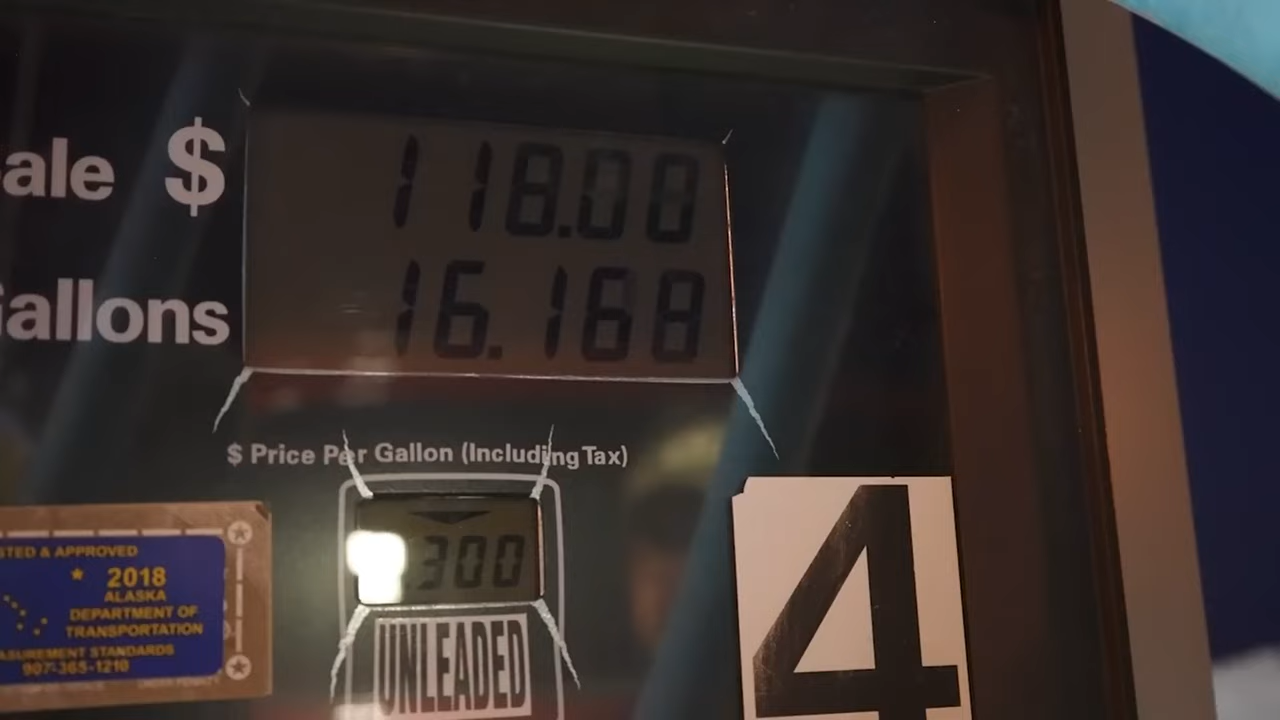 ale $ 118.00
allons 16.168
$ Price Per Gallon (Including Tax)
.300
UNLEADED
4
STED & APPROVED
2018
ALASKA
DEPARTMENT OF
TRANSPORTATION
ASUREMENT STANDARDS
907-365-1210